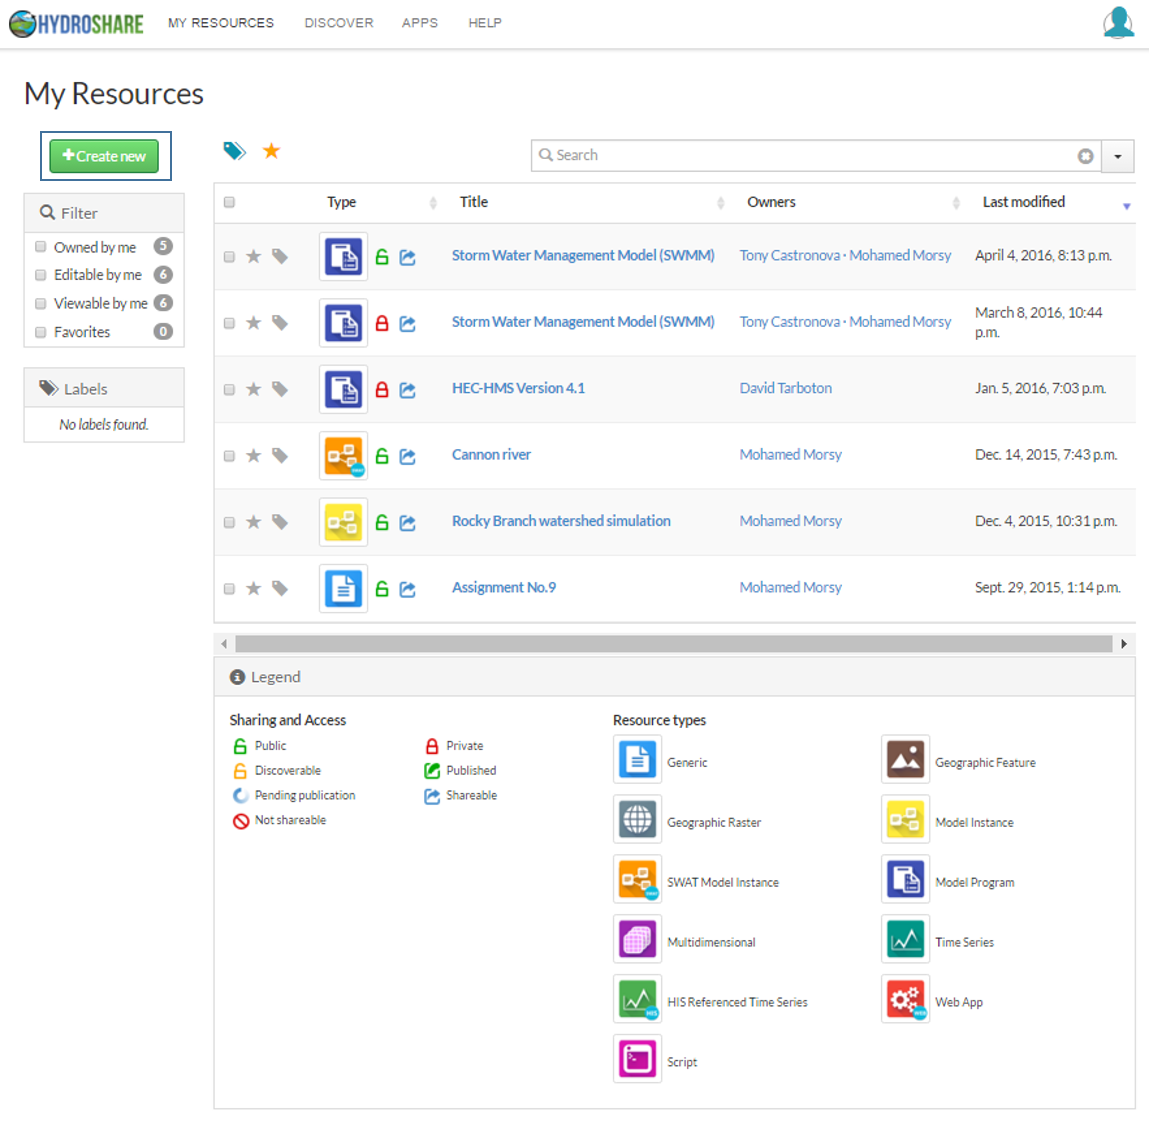 HYDROSHARE MY RESOURCES DISCOVER APPS HELP
My Resources
Create new
Search
Filter
Owned by me 5
Editable by me 6
Viewable by me 6
Favorites 0
Labels
No labels found.
Type Title Owners Last modified
Storm Water Management Model (SWMM) Tony Castronova · Mohamed Morsy April 4, 2016, 8:13 p.m.
Storm Water Management Model (SWMM) Tony Castronova · Mohamed Morsy March 8, 2016, 10:44
p.m.
HEC-HMS Version 4.1 David Tarboton Jan. 5, 2016, 7:03 p.m.
Cannon river Mohamed Morsy Dec. 14, 2015, 7:43 p.m.
Rocky Branch watershed simulation Mohamed Morsy Dec. 4, 2015, 10:31 p.m.
Assignment No.9 Mohamed Morsy Sept. 29, 2015, 1:14 p.m.
Legend
Sharing and Access
Public Private
Discoverable Published
Pending publication Shareable
Not shareable
Resource types
Generic Geographic Feature
Geographic Raster Model Instance
SWAT Model Instance Model Program
Multidimensional Time Series
HIS Referenced Time Series Web App
Script